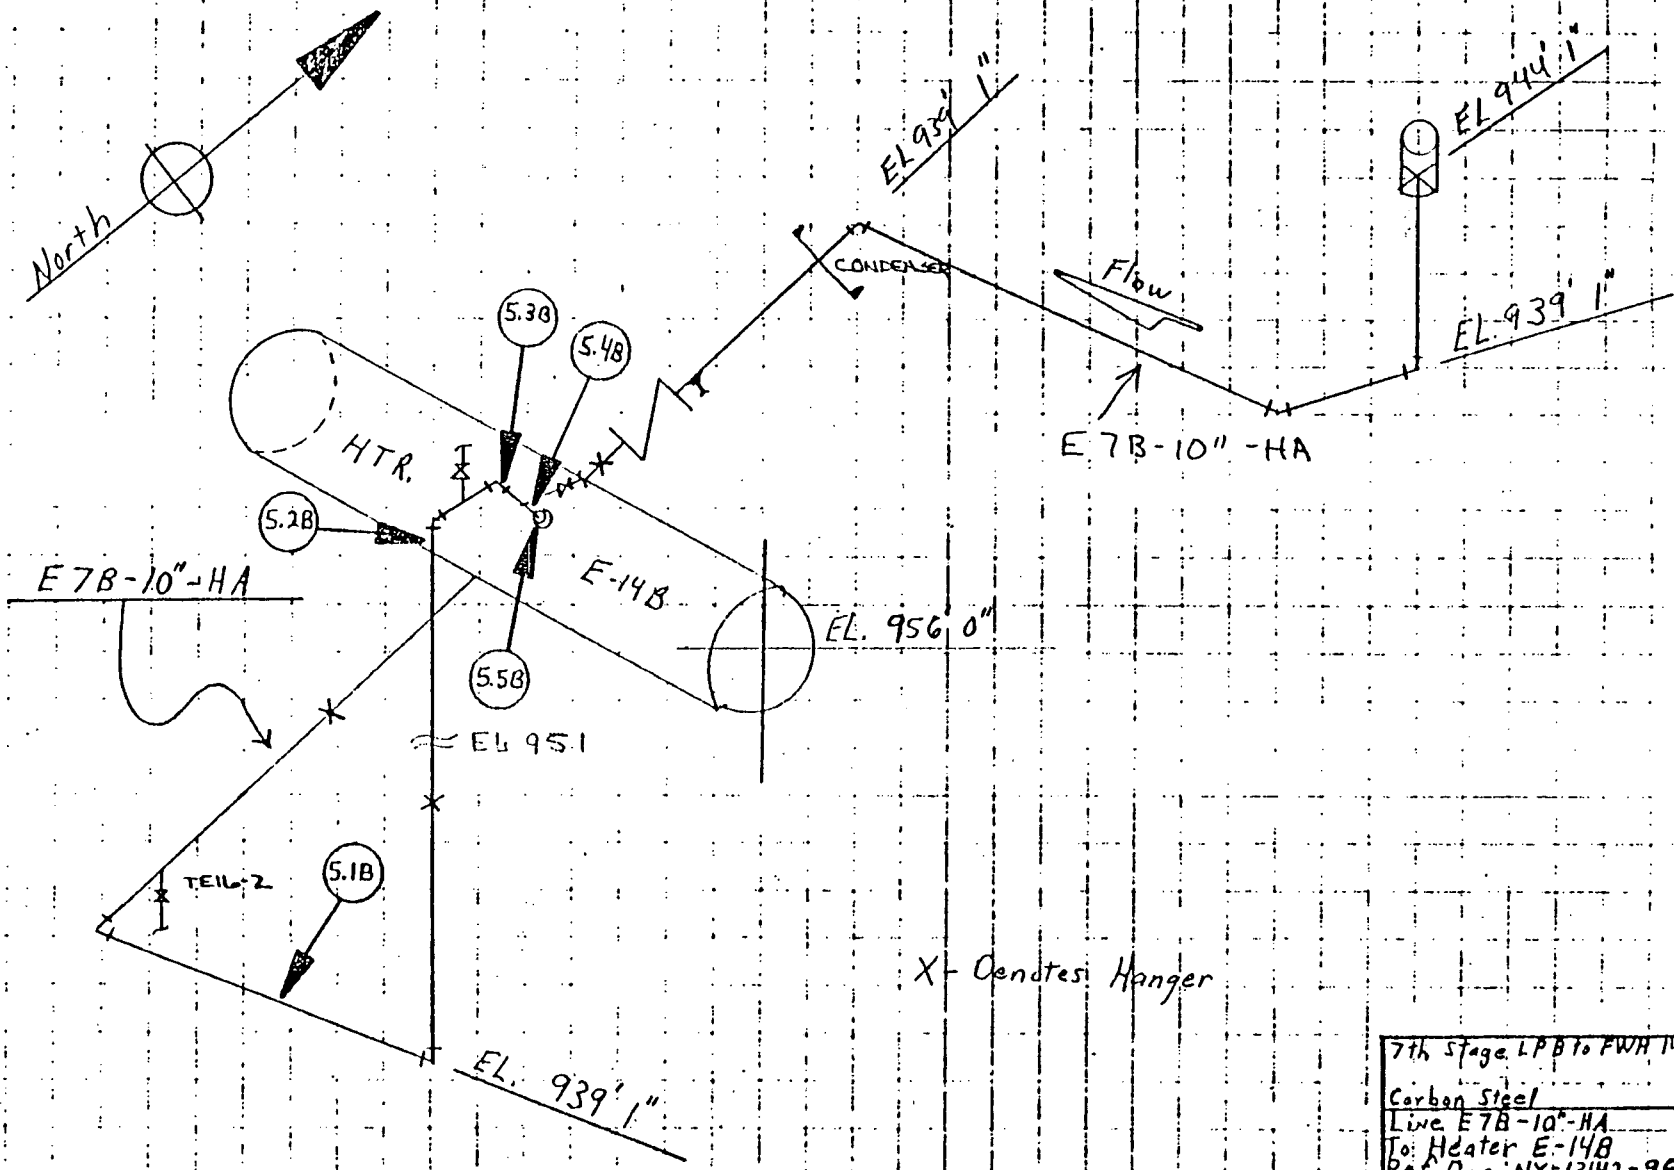 North
EL 939' 1"
EL 944' 1"
CONDENSER
Flow
EL. 939' 1"
5.3B
5.4B
HTR.
E 7B-10"-HA
5.2B
E-14B
E 7B-10"-HA
EL. 956' 0"
5.5B
EL 951
5.1B
TE16-2
X- Denotes Hanger
EL. 939' 1"
7th Stage LPB to FWH
Carbon Steel
Line E7B-10"-HA
To Heater E-14B